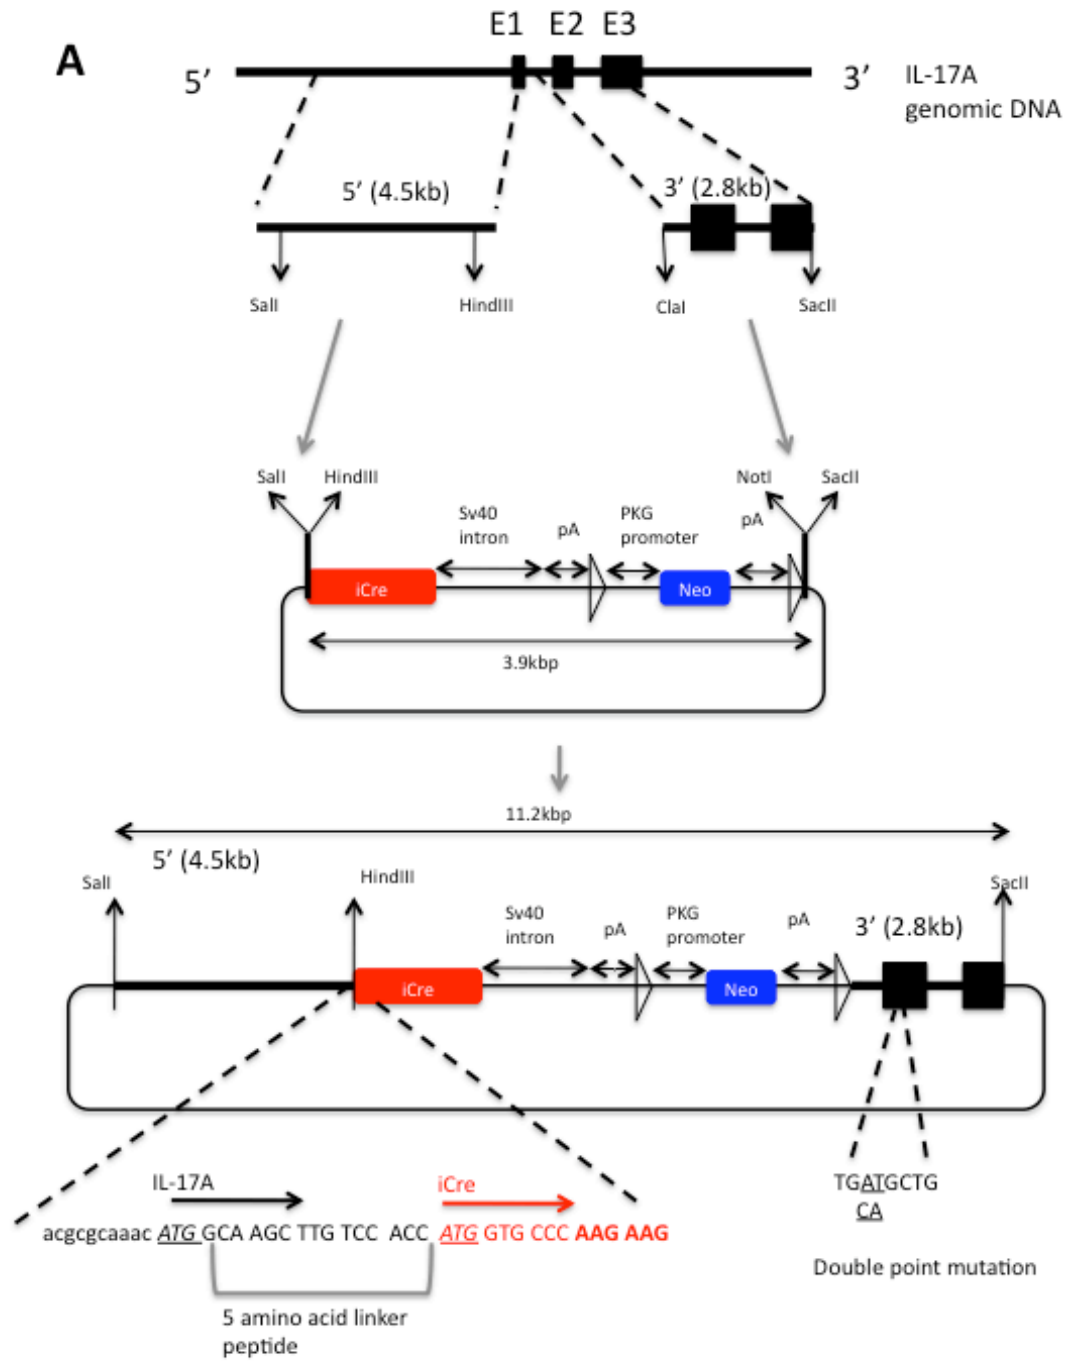 A
E1 E2 E3
5’
3’
IL-17A
genomic DNA
5’ (4.5kb)
3’ (2.8kb)
SalI
HindIII
ClaI
SacII
SalI
HindIII
NotI
SacII
Sv40
intron
pA
PKG
promoter
pA
iCre
Neo
3.9kbp
11.2kbp
5’ (4.5kb)
SalI
HindIII
SacII
Sv40
intron
pA
PKG
promoter
pA
3’ (2.8kb)
iCre
Neo
IL-17A
iCre
acgcgcaaac ATG GCA AGC TTG TCC ACC ATG GTG CCC AAG AAG
5 amino acid linker
peptide
TGATGCTG
CA
Double point mutation